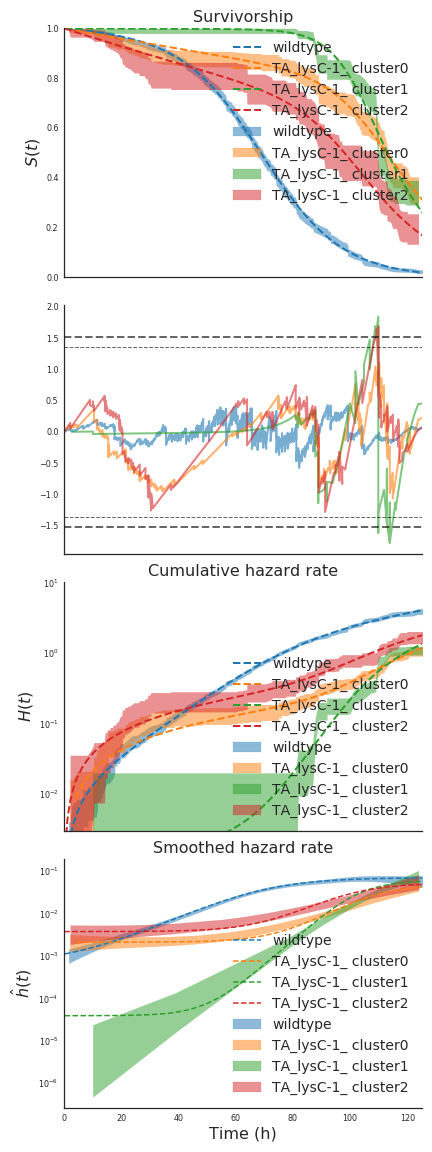 Survivorship
1.0
0.8
0.6
0.4
0.2
0.0
S(t)
wildtype
TA_lysC-1_ cluster0
TA_lysC-1_ cluster1
TA_lysC-1_ cluster2
wildtype
TA_lysC-1_ cluster0
TA_lysC-1_ cluster1
TA_lysC-1_ cluster2
2.0
1.5
1.0
0.5
0.0
−0.5
−1.0
−1.5
Cumulative hazard rate
10¹
10⁰
10⁻¹
10⁻²
H(t)
wildtype
TA_lysC-1_ cluster0
TA_lysC-1_ cluster1
TA_lysC-1_ cluster2
wildtype
TA_lysC-1_ cluster0
TA_lysC-1_ cluster1
TA_lysC-1_ cluster2
Smoothed hazard rate
10⁻¹
10⁻²
10⁻³
10⁻⁴
10⁻⁵
10⁻⁶
ĥ(t)
wildtype
TA_lysC-1_ cluster0
TA_lysC-1_ cluster1
TA_lysC-1_ cluster2
wildtype
TA_lysC-1_ cluster0
TA_lysC-1_ cluster1
TA_lysC-1_ cluster2
0 20 40 60 80 100 120
Time (h)